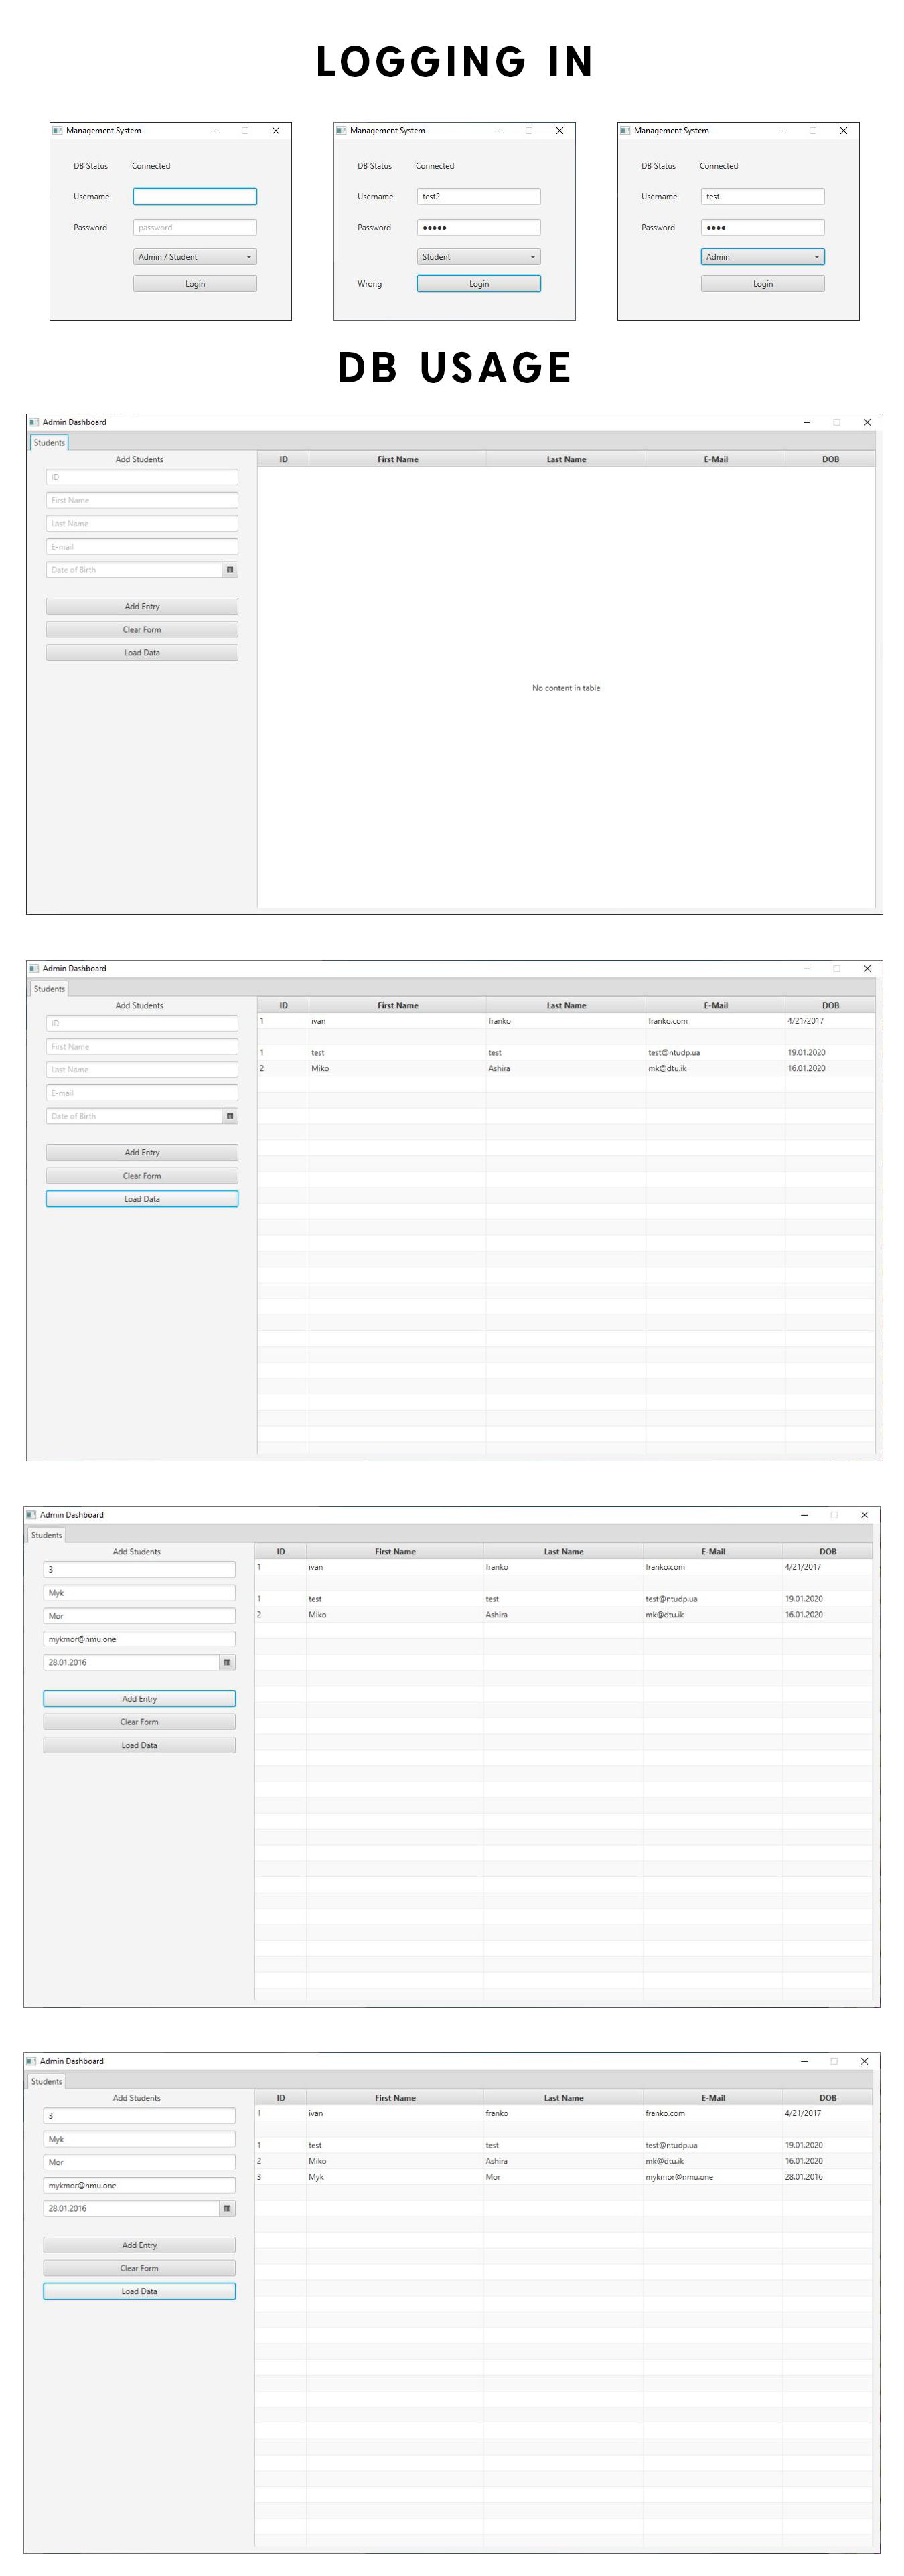 LOGGING IN
Management System
DB Status Connected
Username
Password password
Admin / Student
Login
Management System
DB Status Connected
Username test2
Password •••••
Student
Wrong Login
Management System
DB Status Connected
Username test
Password ••••
Admin
Login
DB USAGE
Admin Dashboard
Students
Add Students
ID
First Name
Last Name
E-mail
Date of Birth
Add Entry
Clear Form
Load Data
ID First Name Last Name E-Mail DOB
No content in table
Admin Dashboard
Students
Add Students
ID
First Name
Last Name
E-mail
Date of Birth
Add Entry
Clear Form
Load Data
ID First Name Last Name E-Mail DOB
1 ivan franko franko.com 4/21/2017
1 test test test@ntudp.ua 19.01.2020
2 Miko Ashira mk@dtu.ik 16.01.2020
Admin Dashboard
Students
Add Students
3
Myk
Mor
mykmor@nmu.one
28.01.2016
Add Entry
Clear Form
Load Data
ID First Name Last Name E-Mail DOB
1 ivan franko franko.com 4/21/2017
1 test test test@ntudp.ua 19.01.2020
2 Miko Ashira mk@dtu.ik 16.01.2020
Admin Dashboard
Students
Add Students
3
Myk
Mor
mykmor@nmu.one
28.01.2016
Add Entry
Clear Form
Load Data
ID First Name Last Name E-Mail DOB
1 ivan franko franko.com 4/21/2017
1 test test test@ntudp.ua 19.01.2020
2 Miko Ashira mk@dtu.ik 16.01.2020
3 Myk Mor mykmor@nmu.one 28.01.2016